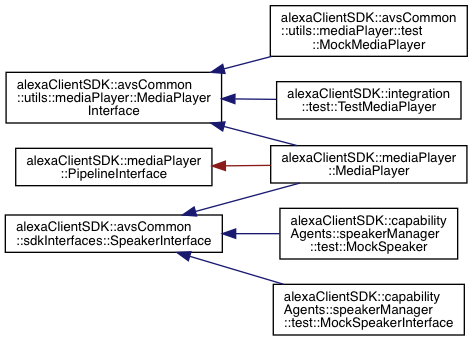 alexaClientSDK::avsCommon
::utils::mediaPlayer::MediaPlayer
Interface
alexaClientSDK::mediaPlayer
::PipelineInterface
alexaClientSDK::avsCommon
::sdkInterfaces::SpeakerInterface
alexaClientSDK::avsCommon
::utils::mediaPlayer::test
::MockMediaPlayer
alexaClientSDK::integration
::test::TestMediaPlayer
alexaClientSDK::mediaPlayer
::MediaPlayer
alexaClientSDK::capability
Agents::speakerManager
::test::MockSpeaker
alexaClientSDK::capability
Agents::speakerManager
::test::MockSpeakerInterface